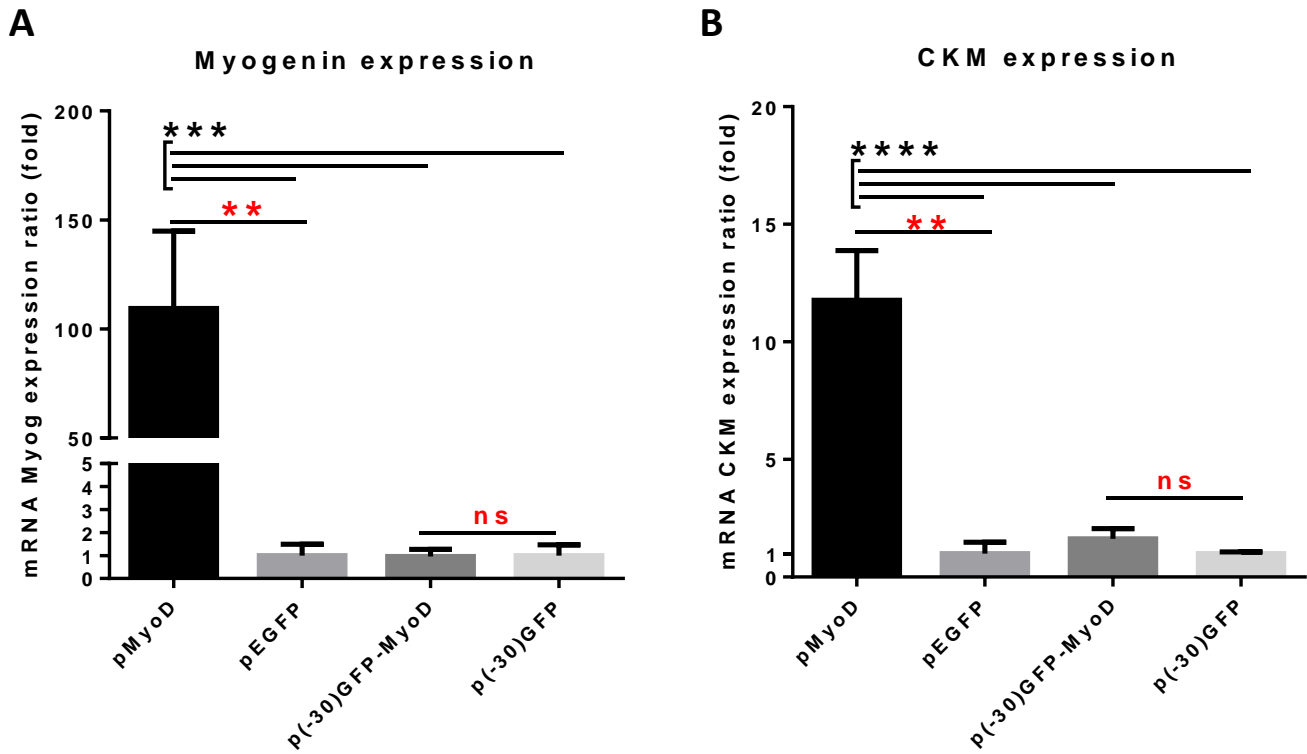 A
Myogenin expression
mRNA Myog expression ratio (fold)
200
150
100
50
5
4
3
2
1
0
***
**
ns
pMyoD
pEGFP
p(-30)GFP-MyoD
p(-30)GFP
B
CKM expression
mRNA CKM expression ratio (fold)
20
15
10
5
1
0
****
**
ns
pMyoD
pEGFP
p(-30)GFP-MyoD
p(-30)GFP